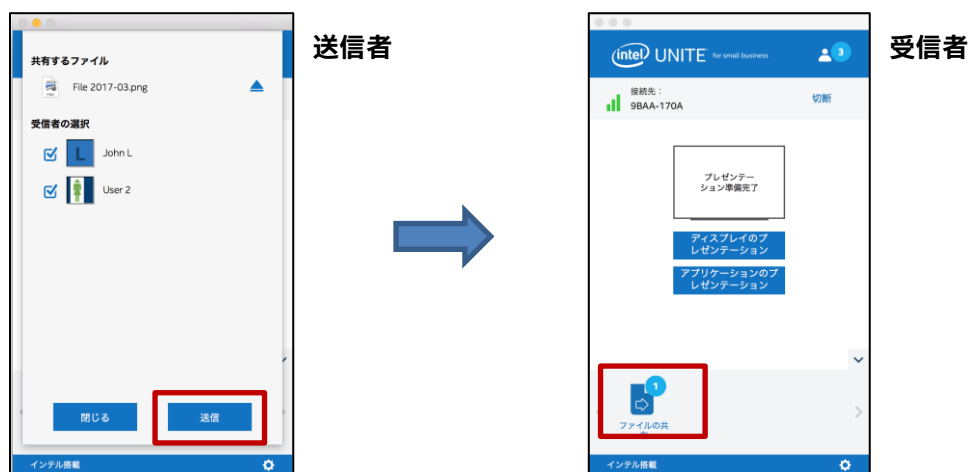 送信者
共有するファイル
File 2017-03.png
受信者の選択
L
John L
User 2
閉じる
送信
インテル搭載
受信者
intel UNITE for small business
3
接続先：
9BAA-170A
切断
プレゼンテー
ション準備完了
ディスプレイのプ
レゼンテーション
アプリケーションのプ
レゼンテーション
1
ファイルの共
インテル搭載